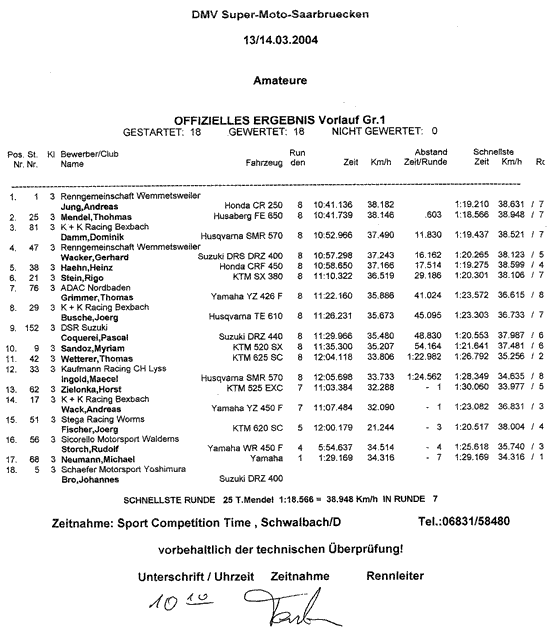 DMV Super-Moto-Saarbruecken
13/14.03.2004
Amateure
OFFIZIELLES ERGEBNIS Vorlauf Gr.1
GESTARTET: 18 GEWERTET: 18 NICHT GEWERTET: 0
Pos. St. Kl Bewerber/Club Run Abstand Schnellste
Nr. Nr. Name Fahrzeug den Zeit Km/h Zeit/Runde Zeit Km/h Ro
1. 1 3 Renngemeinschaft Wemmetsweiler
Jung,Andreas Honda CR 250 8 10:41.136 38.182 1:19.210 38.631 / 7
2. 25 3 Mendel,Thohmas Husaberg FE 650 8 10:41.739 38.146 .603 1:18.566 38.948 / 7
3. 81 3 K + K Racing Bexbach
Damm,Dominik Husqvarna SMR 570 8 10:52.966 37.490 11.830 1:19.437 38.521 / 7
4. 47 3 Renngemeinschaft Wemmetsweiler
Wacker,Gerhard Suzuki DRS DRZ 400 8 10:57.298 37.243 16.162 1:20.265 38.123 / 5
5. 38 3 Haehn,Heinz Honda CRF 450 8 10:58.650 37.166 17.514 1:19.275 38.599 / 4
6. 21 3 Stein,Rigo KTM SX 380 8 11:10.322 36.519 29.186 1:20.301 38.106 / 7
7. 76 3 ADAC Nordbaden
Grimmer,Thomas Yamaha YZ 426 F 8 11:22.160 35.886 41.024 1:23.572 36.615 / 8
8. 29 3 K + K Racing Bexbach
Busche,Joerg Husqvarna TE 610 8 11:26.231 35.673 45.095 1:23.303 36.733 / 7
9. 152 3 DSR Suzuki
Coquerei,Pascal Suzuki DRZ 440 8 11:29.966 35.480 48.830 1:20.553 37.987 / 6
10. 9 3 Sandoz,Myriam KTM 520 SX 8 11:35.300 35.207 54.164 1:21.641 37.481 / 6
11. 42 3 Wetterer,Thomas KTM 625 SC 8 12:04.118 33.806 1:22.982 1:26.792 35.256 / 2
12. 33 3 Kaufmann Racing CH Lyss
Ingold,Maecel Husqvarna SMR 570 8 12:05.698 33.733 1:24.562 1:28.349 34.635 / 8
13. 62 3 Zielonka,Horst KTM 525 EXC 7 11:03.384 32.288 - 1 1:30.060 33.977 / 5
14. 17 3 K + K Racing Bexbach
Wack,Andreas Yamaha YZ 450 F 7 11:07.484 32.090 - 1 1:23.082 36.831 / 3
15. 51 3 Stega Racing Worms
Fischer,Joerg KTM 620 SC 5 12:00.179 21.244 - 3 1:20.517 38.004 / 4
16. 56 3 Sicorello Motorsport Walderns
Storch,Rudolf Yamaha WR 450 F 4 5:54.637 34.514 - 4 1:25.618 35.740 / 3
17. 68 3 Neumann,Michael Yamaha 1 1:29.169 34.316 - 7 1:29.169 34.316 / 1
18. 5 3 Schaefer Motorsport Yoshimura
Bro,Johannes Suzuki DRZ 400
SCHNELLSTE RUNDE 25 T.Mendel 1:18.566 = 38.948 Km/h IN RUNDE 7
Zeitnahme: Sport Competition Time , Schwalbach/D Tel.:06831/58480
vorbehaltlich der technischen Überprüfung!
Unterschrift / Uhrzeit Zeitnahme Rennleiter
10 10